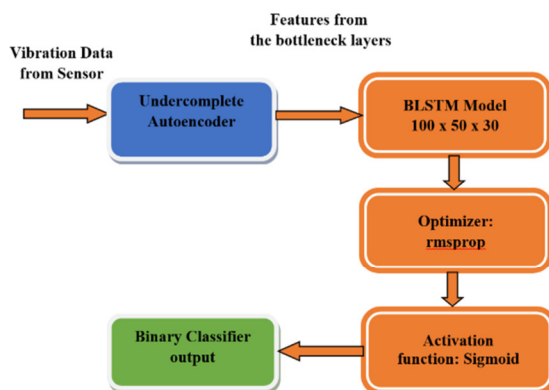 Vibration Data
from Sensor
Features from
the bottleneck layers
Undercomplete
Autoencoder
BLSTM Model
100 x 50 x 30
Optimizer:
rmsprop
Activation
function: Sigmoid
Binary Classifier
output